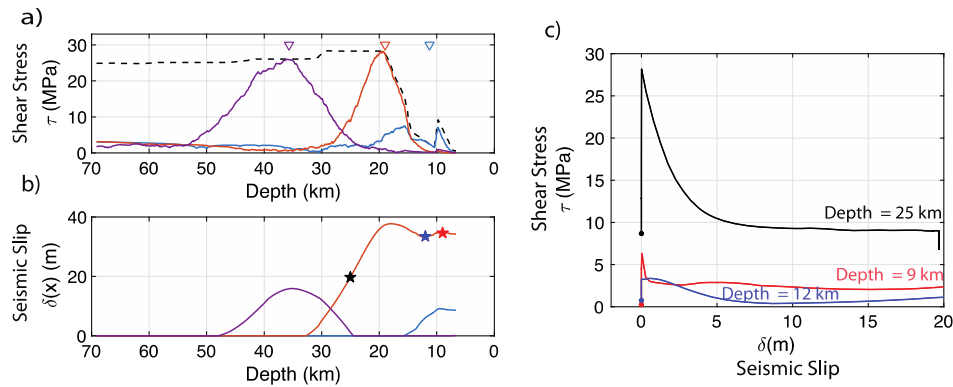 a)
Shear Stress
τ (MPa)
30
20
10
0
70 60 50 40 30 20 10 0
Depth (km)
b)
Seismic Slip
δ(x) (m)
40
20
0
70 60 50 40 30 20 10 0
Depth (km)
c)
Shear Stress
τ (MPa)
30
25
20
15
10
5
0
Depth = 25 km
Depth = 9 km
Depth = 12 km
0 5 10 15 20
δ(m)
Seismic Slip